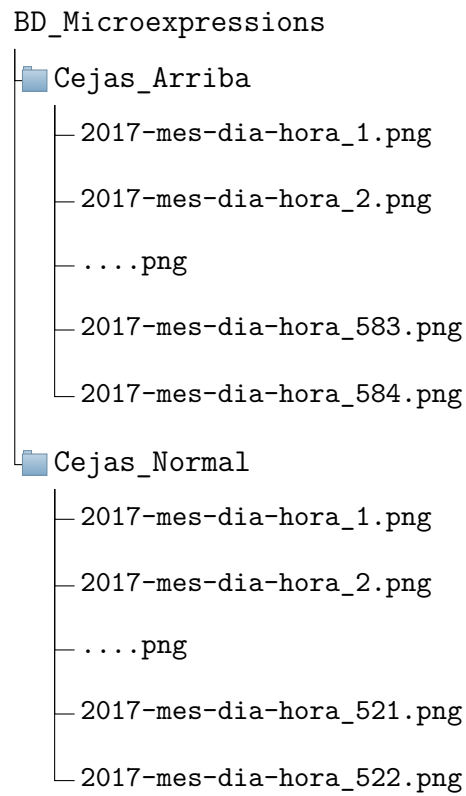 BD_Microexpressions
Cejas_Arriba
2017-mes-dia-hora_1.png
2017-mes-dia-hora_2.png
....png
2017-mes-dia-hora_583.png
2017-mes-dia-hora_584.png
Cejas_Normal
2017-mes-dia-hora_1.png
2017-mes-dia-hora_2.png
....png
2017-mes-dia-hora_521.png
2017-mes-dia-hora_522.png